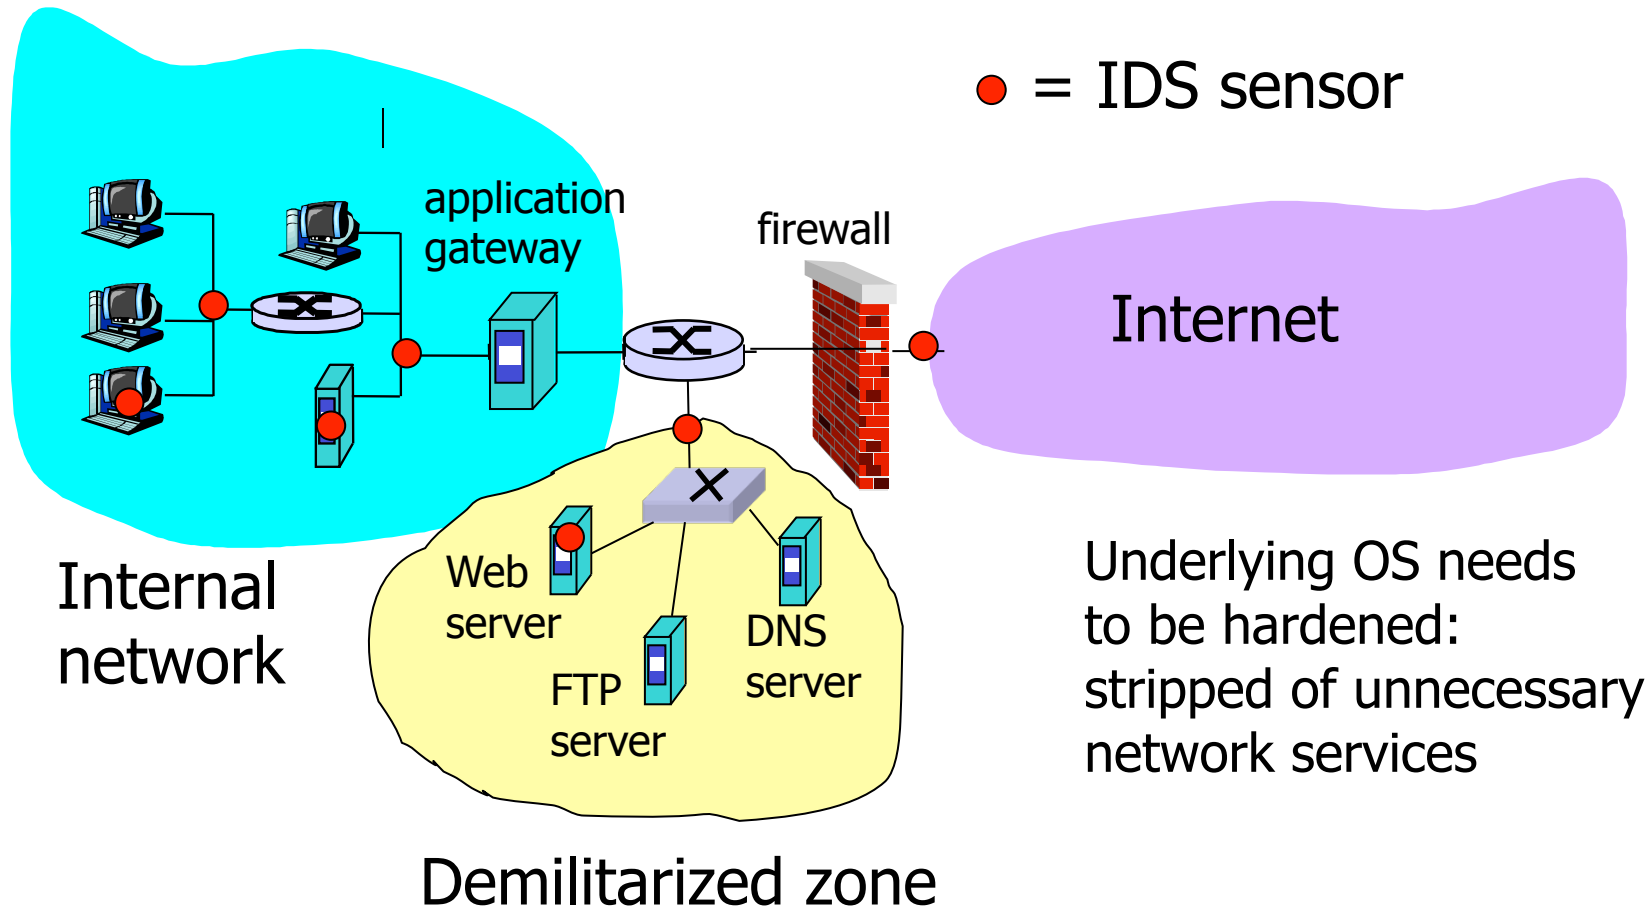 = IDS sensor
application
gateway
firewall
Internet
Internal
network
Web
server
FTP
server
DNS
server
Underlying OS needs
to be hardened:
stripped of unnecessary
network services
Demilitarized zone